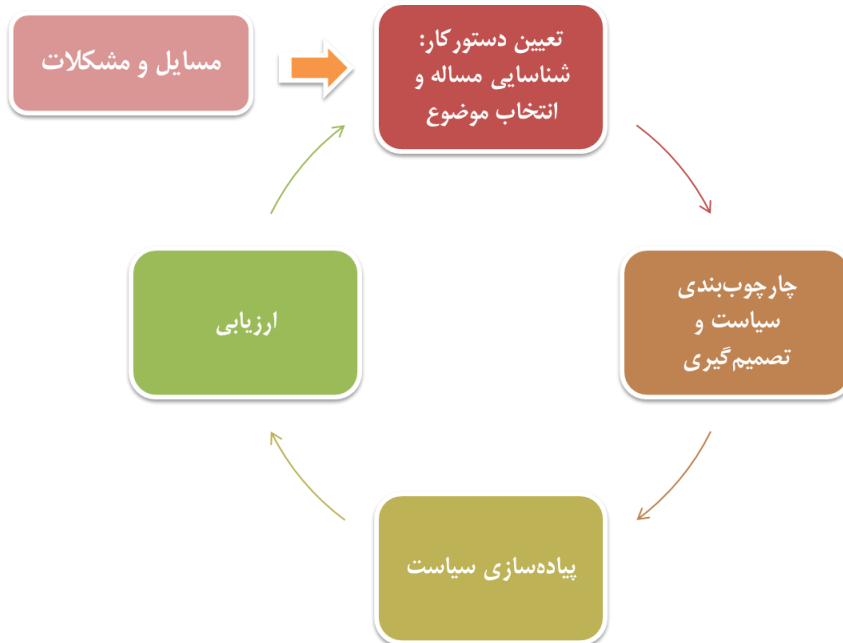 مسایل و مشکلات
تعیین دستورکار:
شناسایی مساله و
انتخاب موضوع
چارچوب‌بندی
سیاست و
تصمیم‌گیری
پیاده‌سازی سیاست
ارزیابی